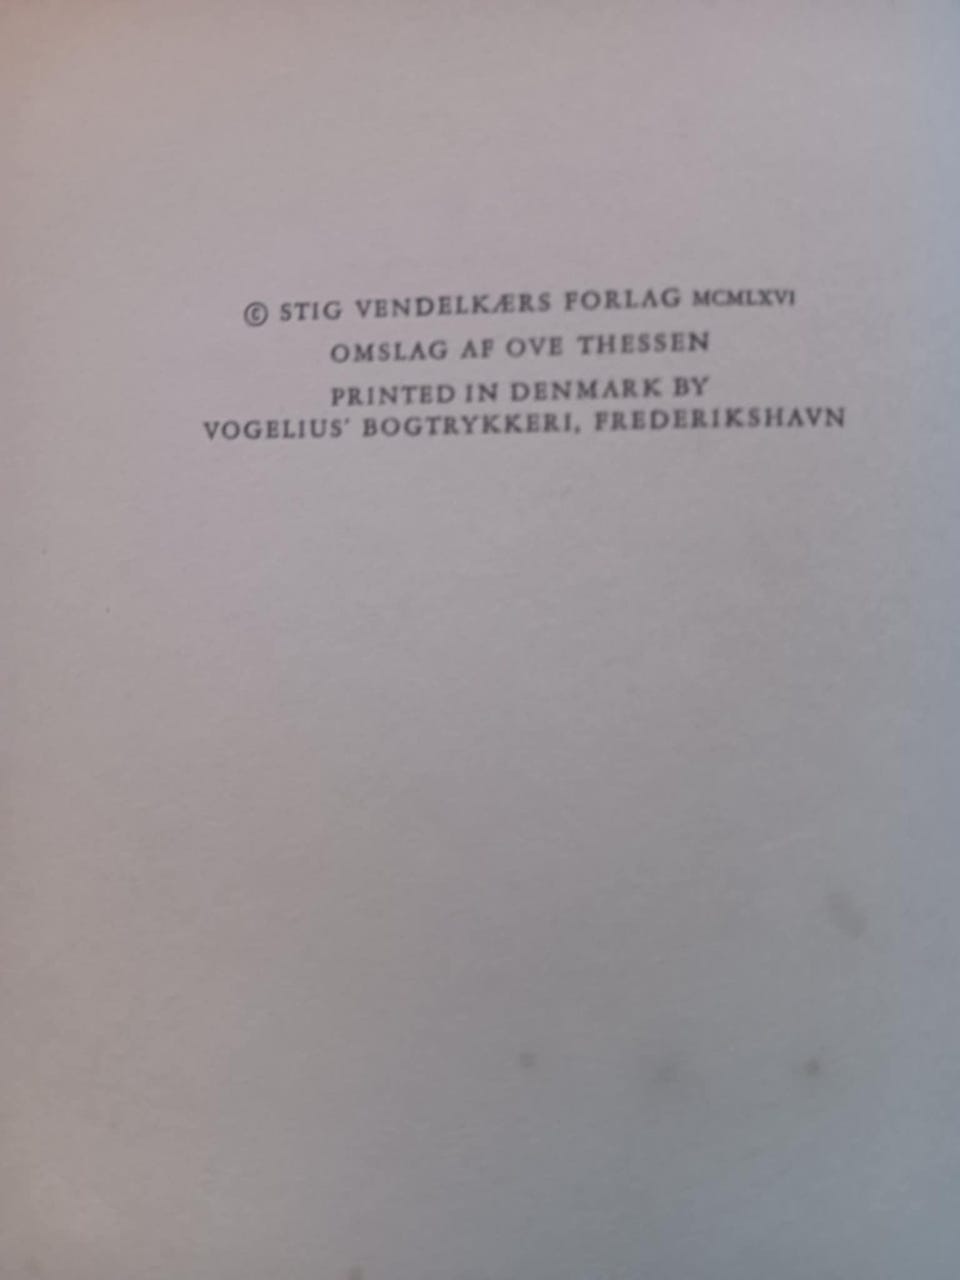 © STIG VENDELKÆRS FORLAG MCMLXVI
OMSLAG AF OVE THESSEN
PRINTED IN DENMARK BY
VOGELIUS' BOGTRYKKERI, FREDERIKSHAVN